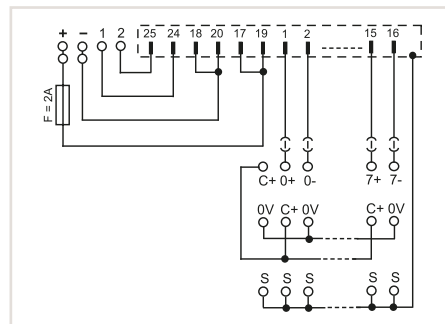 + − 1 2 25 24 18 20 17 19 1 2 15 16
F = 2A
C+ 0+ 0- 7+ 7-
0V C+ 0V C+ 0V
S S S S S